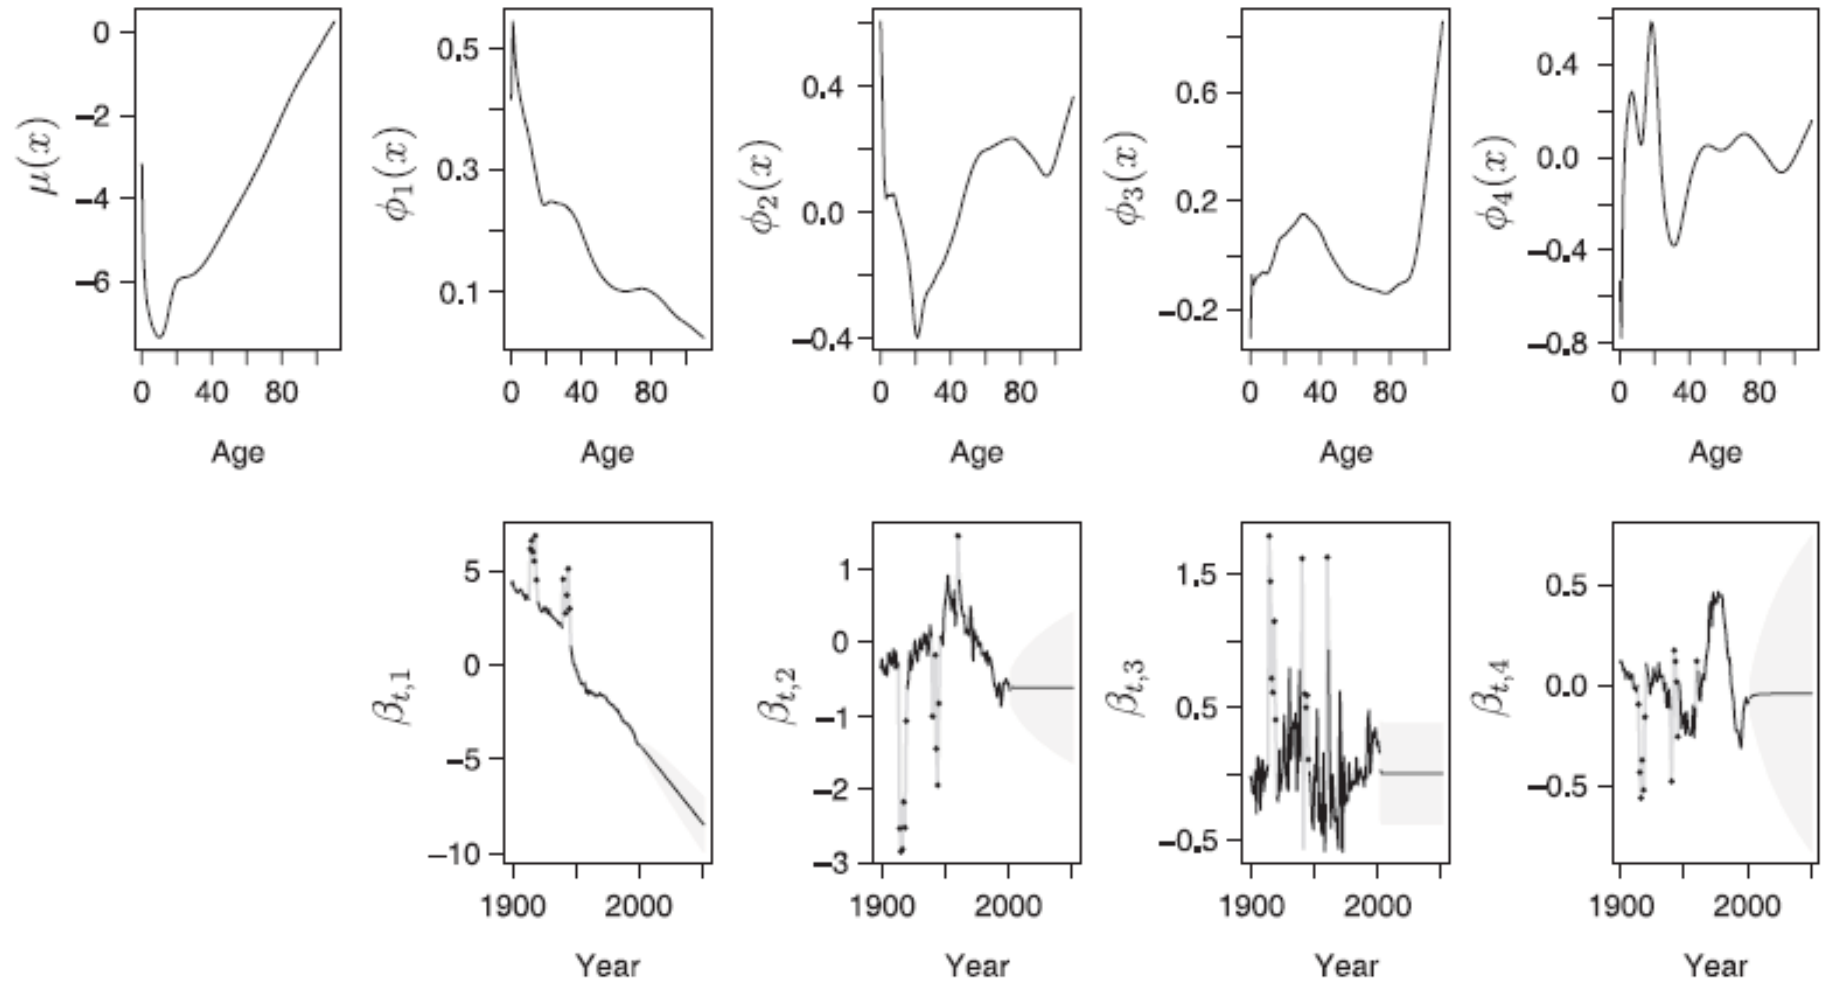 μ(x)
0
−2
−4
−6
0 40 80
Age
ϕ₁(x)
0.5
0.3
0.1
0 40 80
Age
ϕ₂(x)
0.4
0.0
−0.4
0 40 80
Age
ϕ₃(x)
0.6
0.2
−0.2
0 40 80
Age
ϕ₄(x)
0.4
0.0
−0.4
−0.8
0 40 80
Age
βt,1
5
0
−5
−10
1900 2000
Year
βt,2
1
0
−1
−2
−3
1900 2000
Year
βt,3
1.5
0.5
−0.5
1900 2000
Year
βt,4
0.5
0.0
−0.5
1900 2000
Year